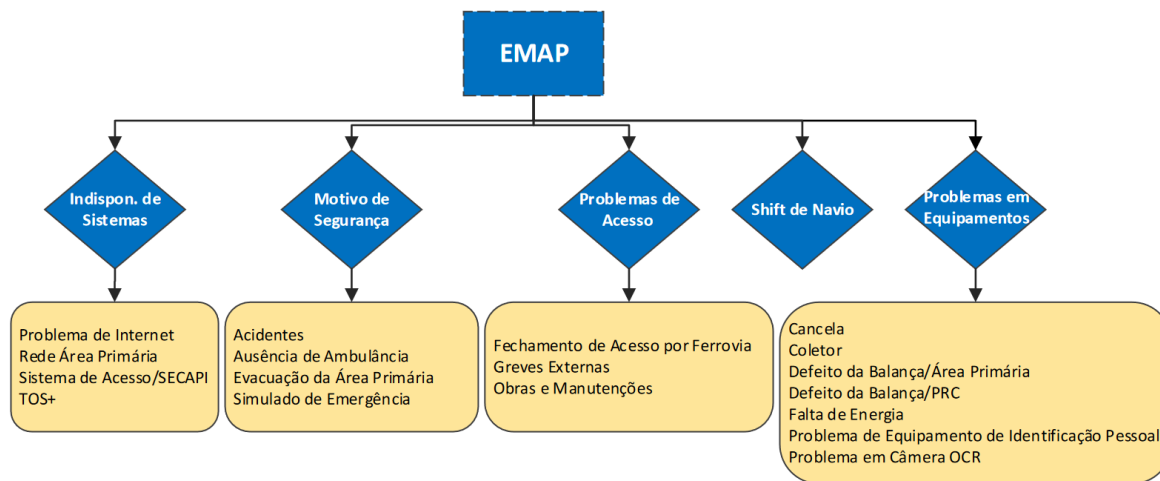 EMAP
Indispon. de
Sistemas
Motivo de
Segurança
Problemas de
Acesso
Shift de Navio
Problemas em
Equipamentos
Problema de Internet
Rede Área Primária
Sistema de Acesso/SECAPI
TOS+
Acidentes
Ausência de Ambulância
Evacuação da Área Primária
Simulado de Emergência
Fechamento de Acesso por Ferrovia
Greves Externas
Obras e Manutenções
Cancela
Coletor
Defeito da Balança/Área Primária
Defeito da Balança/PRC
Falta de Energia
Problema de Equipamento de Identificação Pessoal
Problema em Câmera OCR